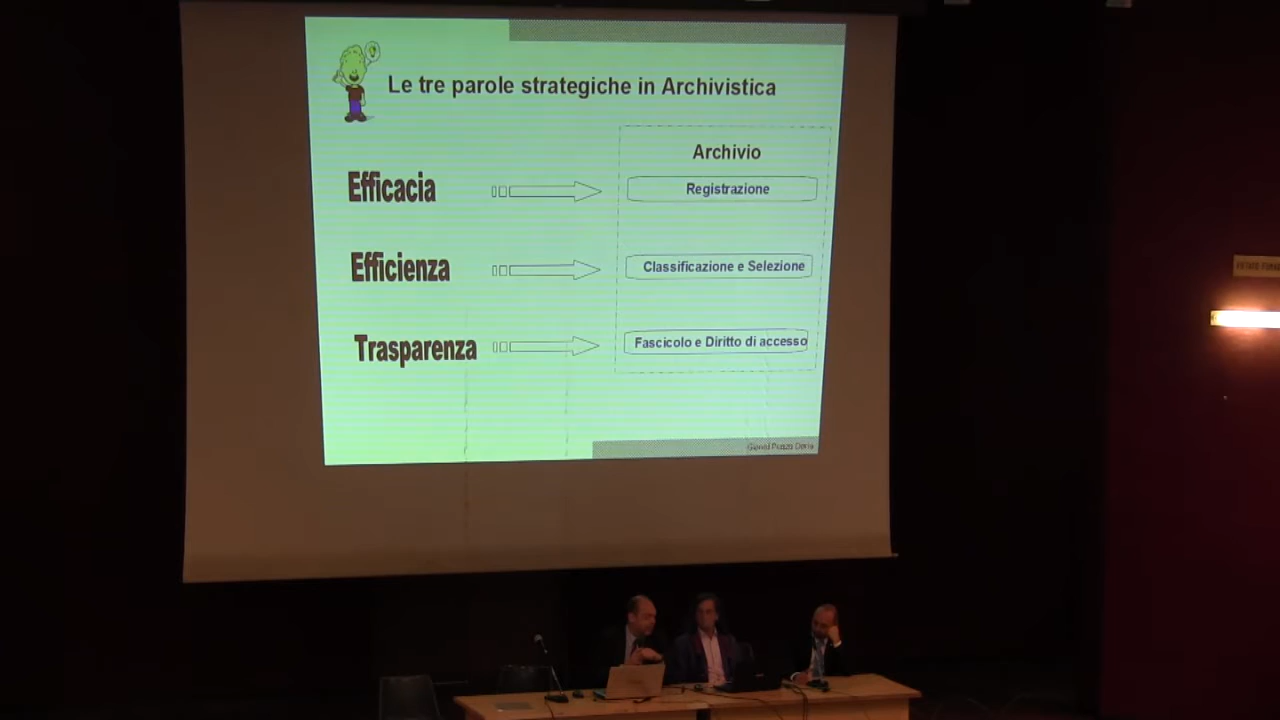 Le tre parole strategiche in Archivistica
Archivio
Efficacia
Registrazione
Efficienza
Classificazione e Selezione
Trasparenza
Fascicolo e Diritto di accesso